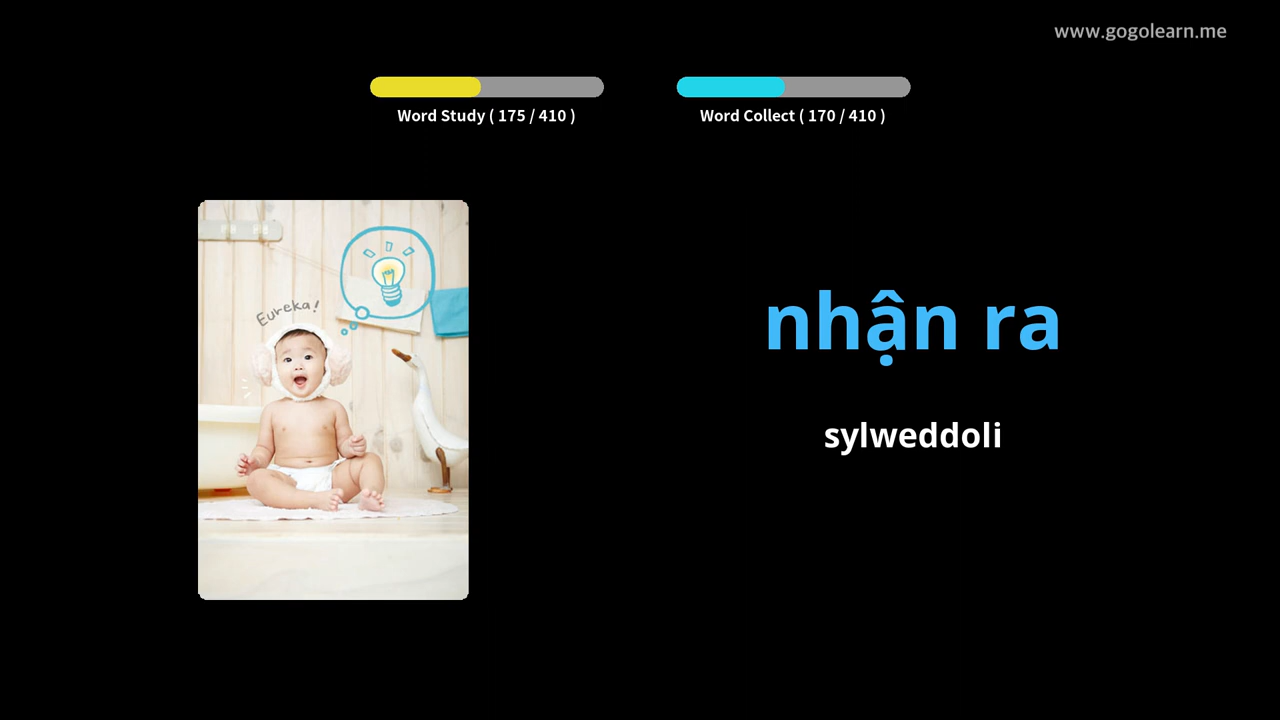 www.gogolearn.me
Word Study ( 175 / 410 )
Word Collect ( 170 / 410 )
Eureka!
nhận ra
sylweddoli